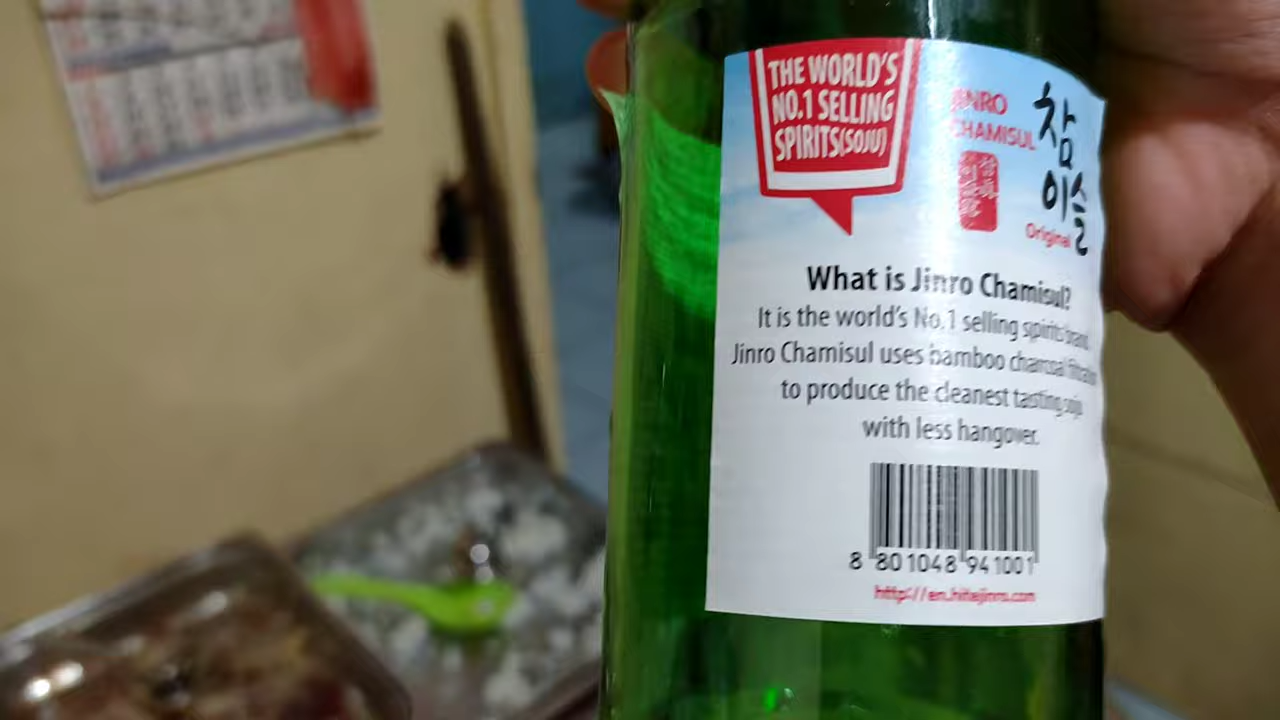 THE WORLD'S
NO.1 SELLING
SPIRITS(SOJU)
JINRO
CHAMISUL
참
이슬
Original
What is Jinro Chamisul?
It is the world's No.1 selling spirits brand.
Jinro Chamisul uses bamboo charcoal filtration
to produce the cleanest tasting soju
with less hangover.
8 801048 941001
http://en.hitejinro.com